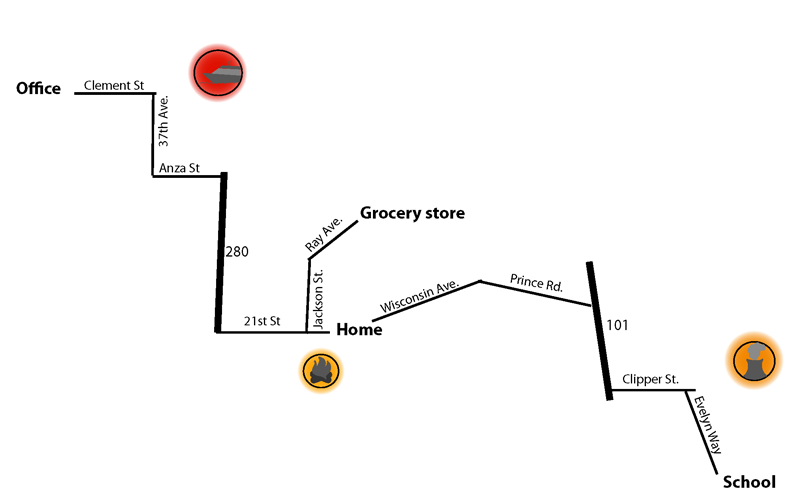 Office
Clement St
37th Ave.
Anza St
280
Ray Ave.
Grocery store
Jackson St.
21st St
Home
Wisconsin Ave.
Prince Rd.
101
Clipper St.
Evelyn Way
School